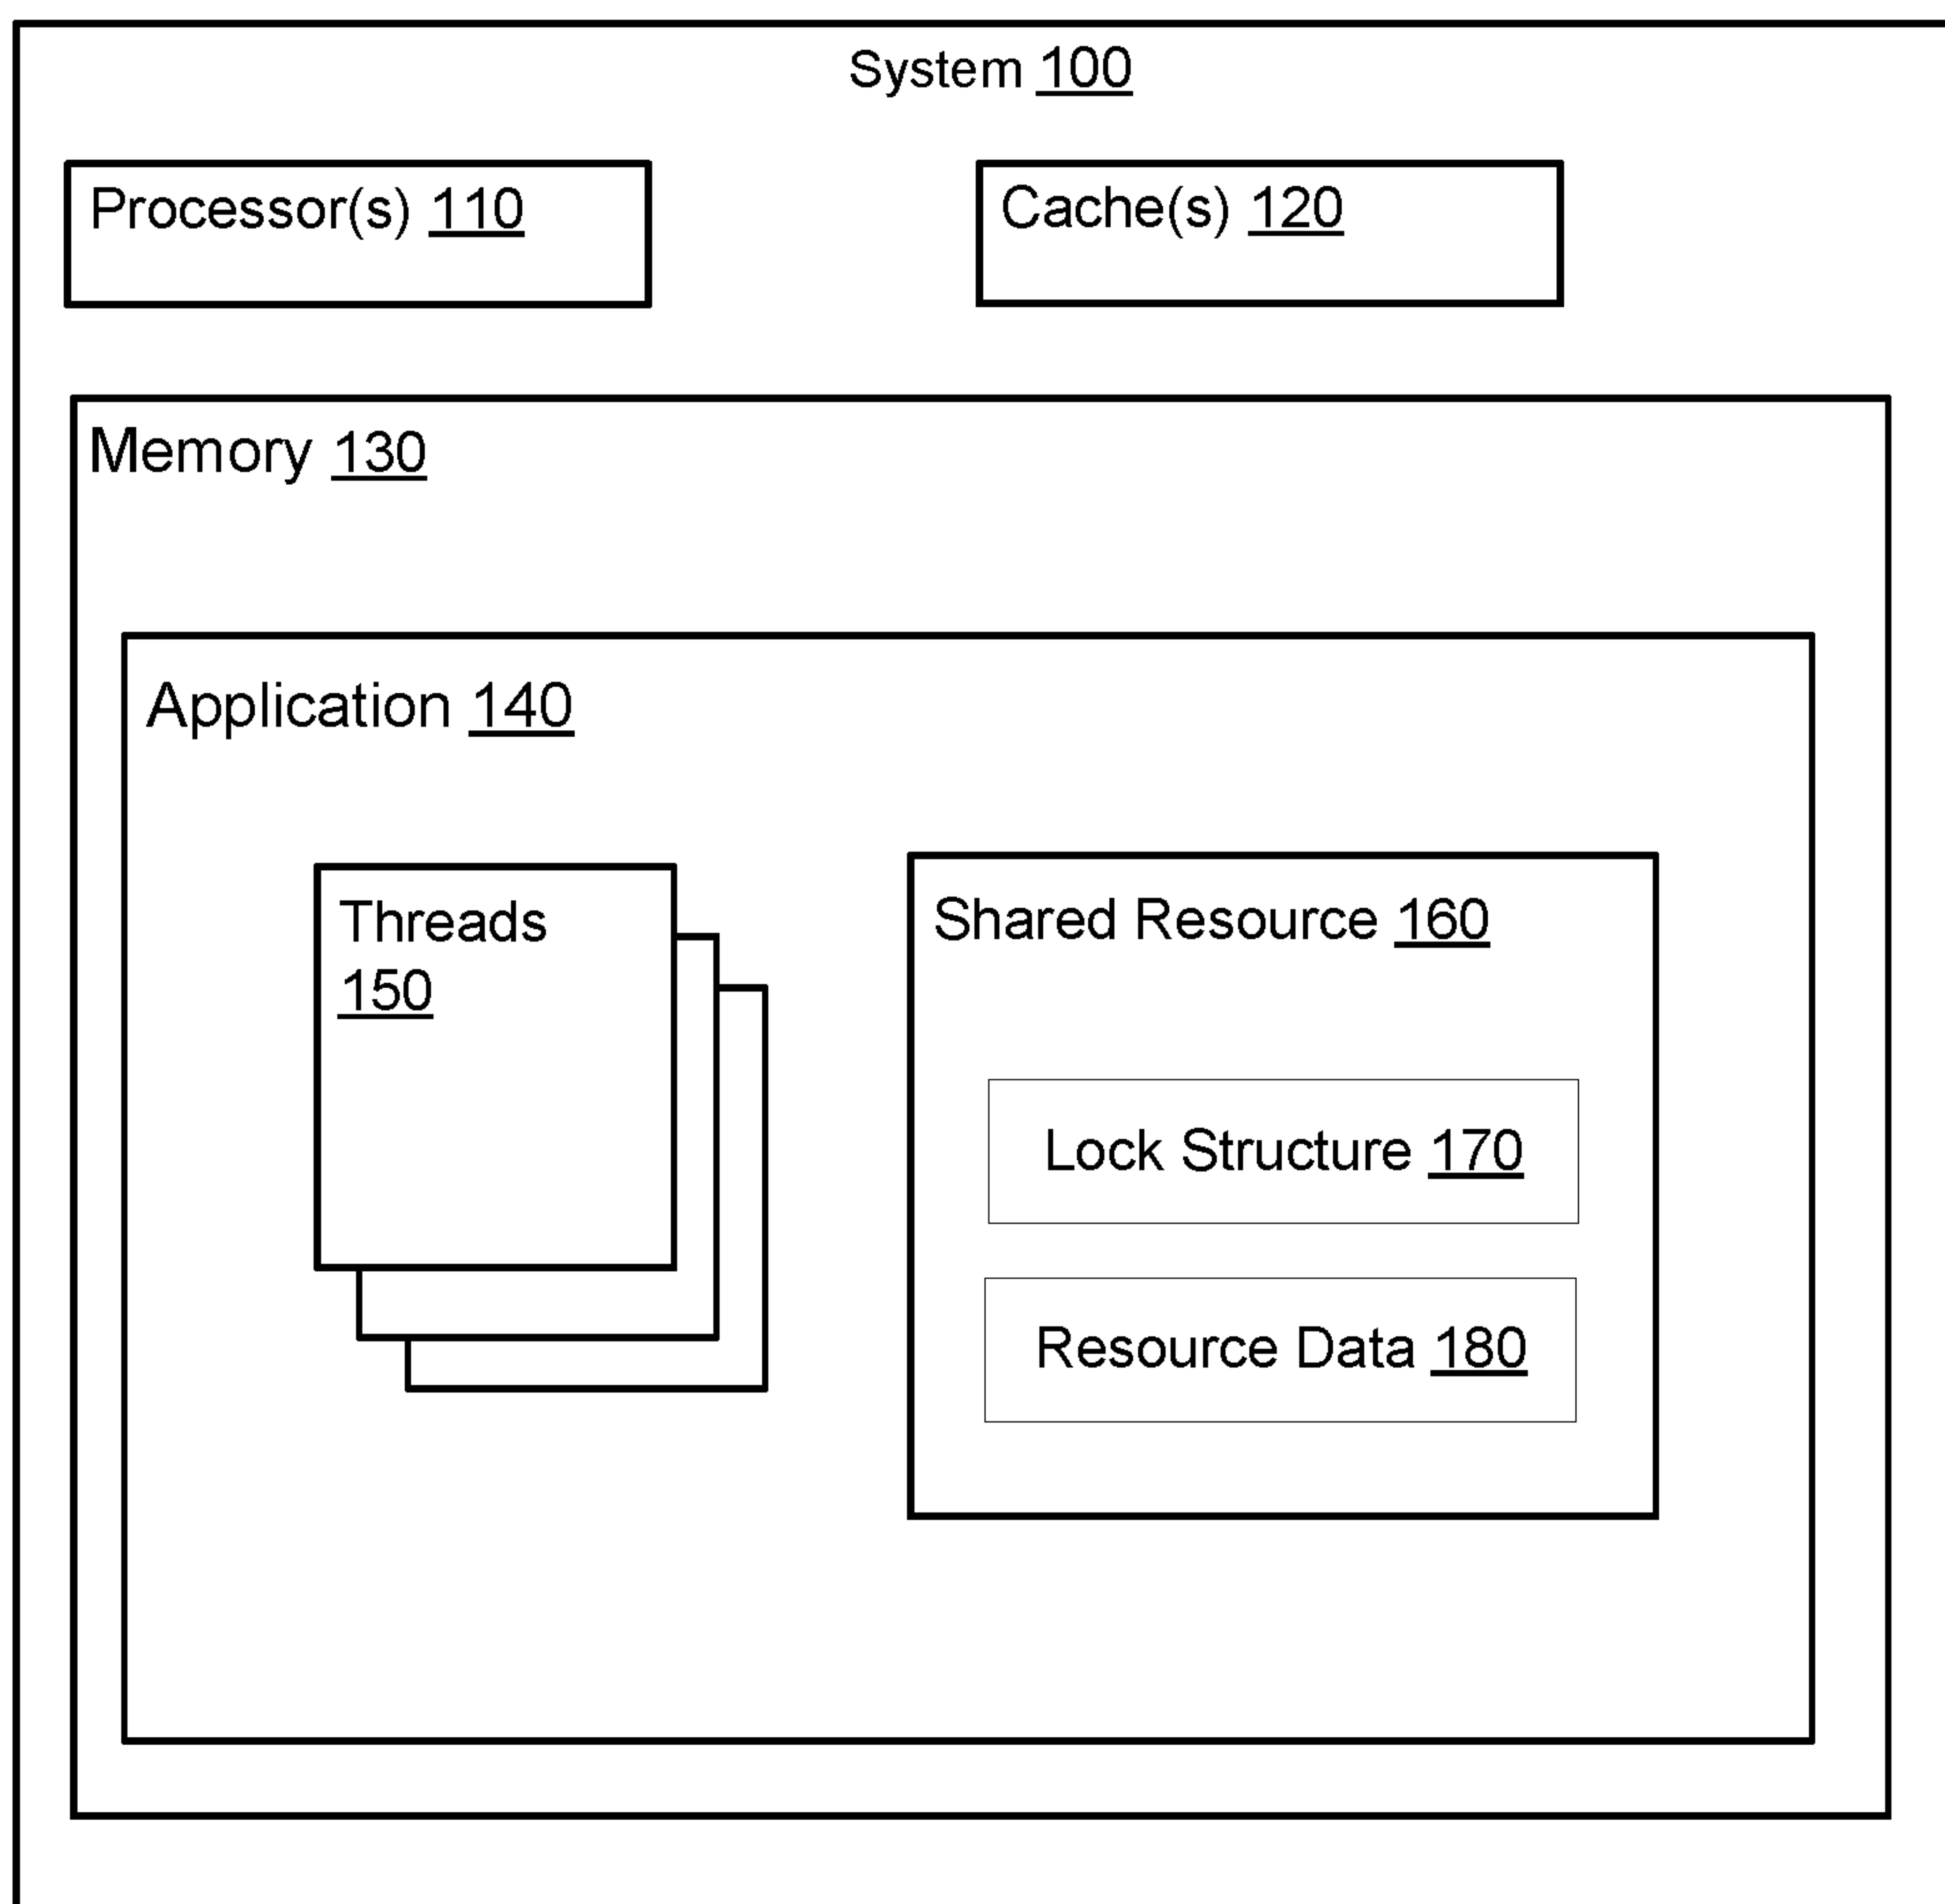 System 100
Processor(s) 110
Cache(s) 120
Memory 130
Application 140
Threads
150
Shared Resource 160
Lock Structure 170
Resource Data 180